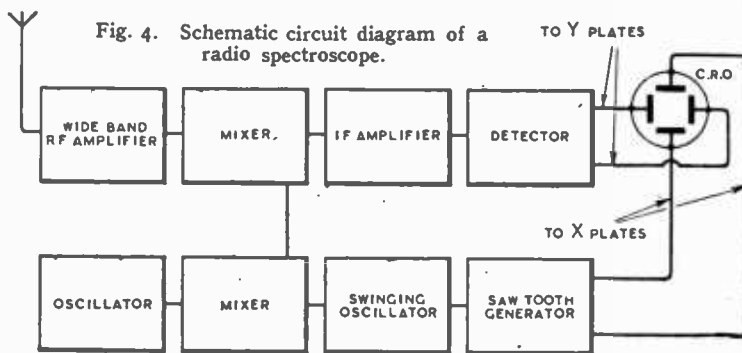 Fig. 4. Schematic circuit diagram of a
radio spectroscope.
TO Y PLATES
C.R.O
WIDE BAND
RF AMPLIFIER
MIXER.
IF AMPLIFIER
DETECTOR
TO X PLATES
OSCILLATOR
MIXER
SWINGING
OSCILLATOR
SAW TOOTH
GENERATOR